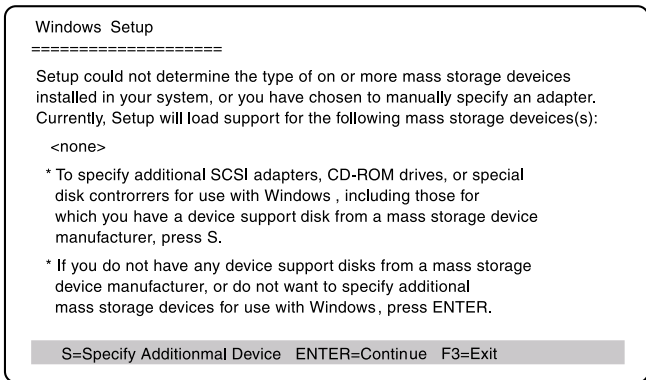 Windows Setup
====================
Setup could not determine the type of on or more mass storage deveices
installed in your system, or you have chosen to manually specify an adapter.
Currently, Setup will load support for the following mass storage deveices(s):
<none>
* To specify additional SCSI adapters, CD-ROM drives, or special
disk controrrers for use with Windows , including those for
which you have a device support disk from a mass storage device
manufacturer, press S.
* If you do not have any device support disks from a mass storage
device manufacturer, or do not want to specify additional
mass storage devices for use with Windows, press ENTER.
S=Specify Additionmal Device ENTER=Continue F3=Exit